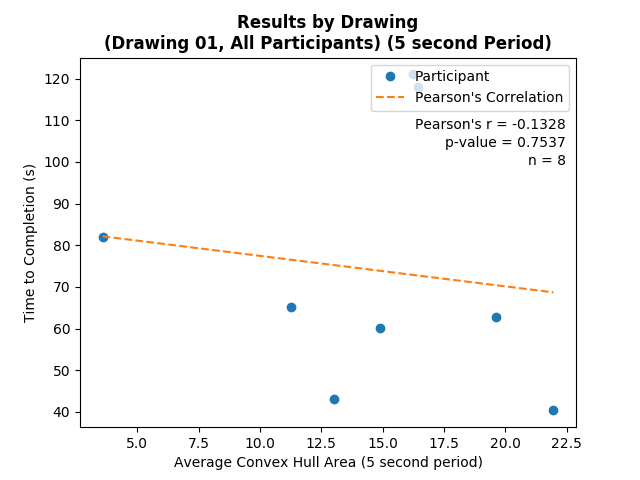 Results by Drawing
(Drawing 01, All Participants) (5 second Period)
Participant
Pearson's Correlation
Pearson's r = -0.1328
p-value = 0.7537
n = 8
Time to Completion (s)
120
110
100
90
80
70
60
50
40
5.0 7.5 10.0 12.5 15.0 17.5 20.0 22.5
Average Convex Hull Area (5 second period)